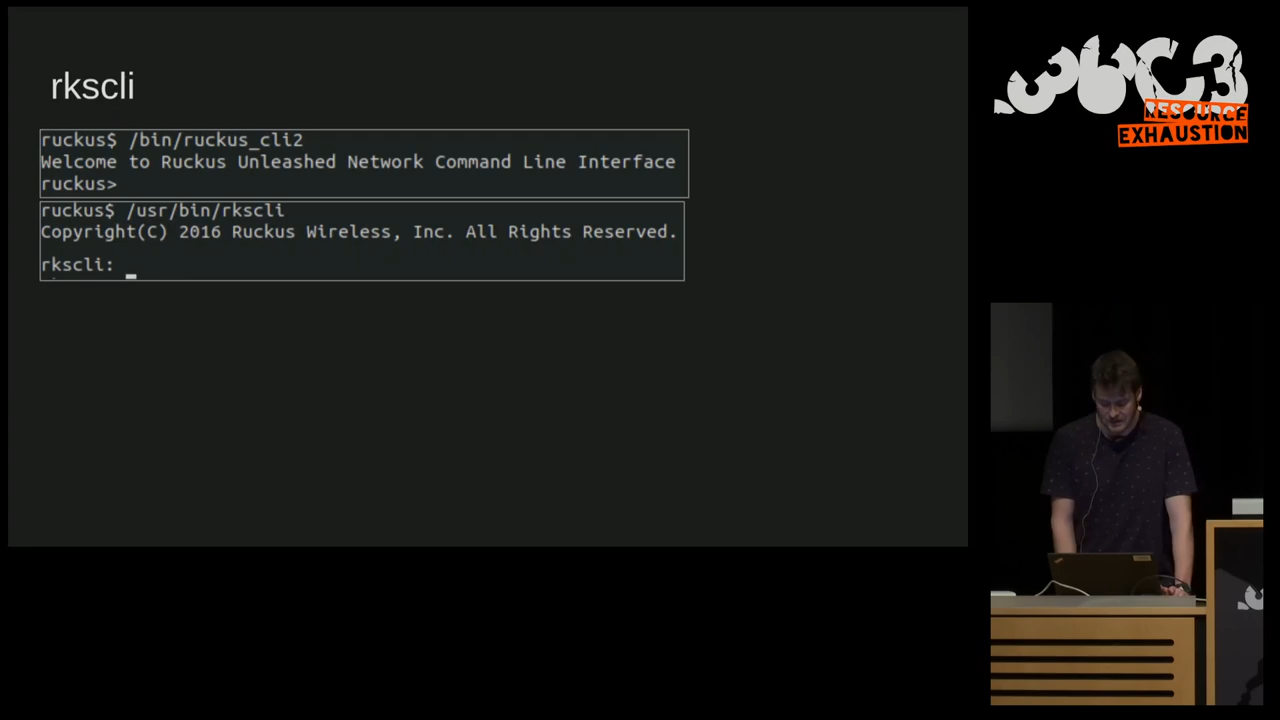 rkscli
ruckus$ /bin/ruckus_cli2
Welcome to Ruckus Unleashed Network Command Line Interface
ruckus>
ruckus$ /usr/bin/rkscli
Copyright(C) 2016 Ruckus Wireless, Inc. All Rights Reserved.
rkscli:
36C3
RESOURCE
EXHAUSTION